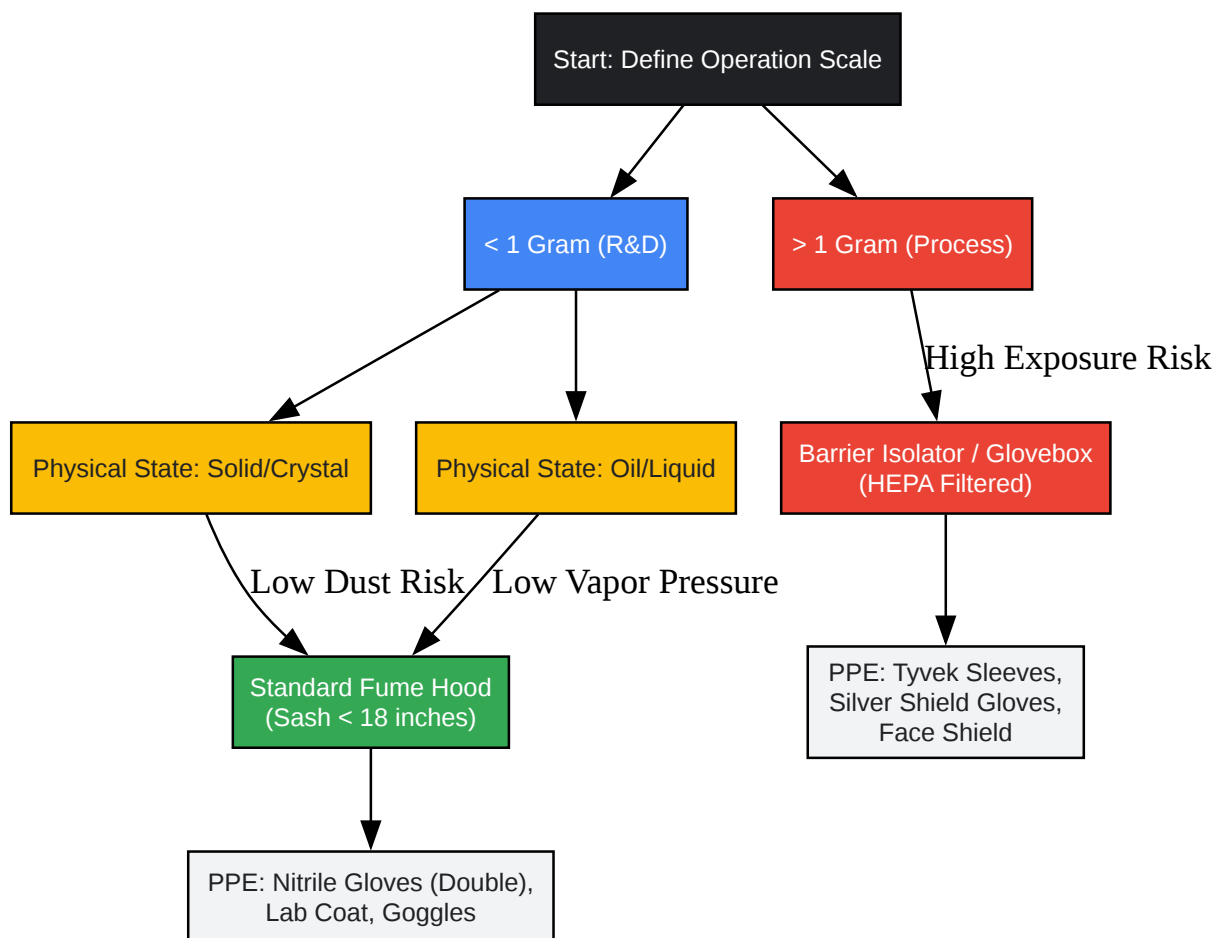 Start: Define Operation Scale
< 1 Gram (R&D)
> 1 Gram (Process)
High Exposure Risk
Physical State: Solid/Crystal
Physical State: Oil/Liquid
Barrier Isolator / Glovebox
(HEPA Filtered)
Low Dust Risk
Low Vapor Pressure
Standard Fume Hood
(Sash < 18 inches)
PPE: Tyvek Sleeves,
Silver Shield Gloves,
Face Shield
PPE: Nitrile Gloves (Double),
Lab Coat, Goggles